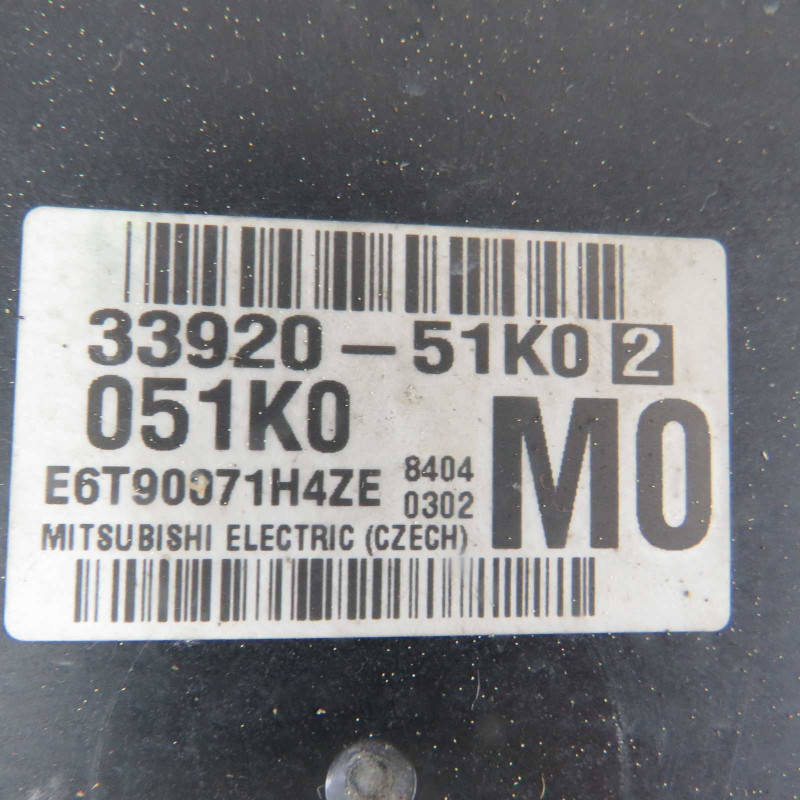 33920-51K0 2
051K0
M0
E6T90071H4ZE
8404
0302
MITSUBISHI ELECTRIC (CZECH)